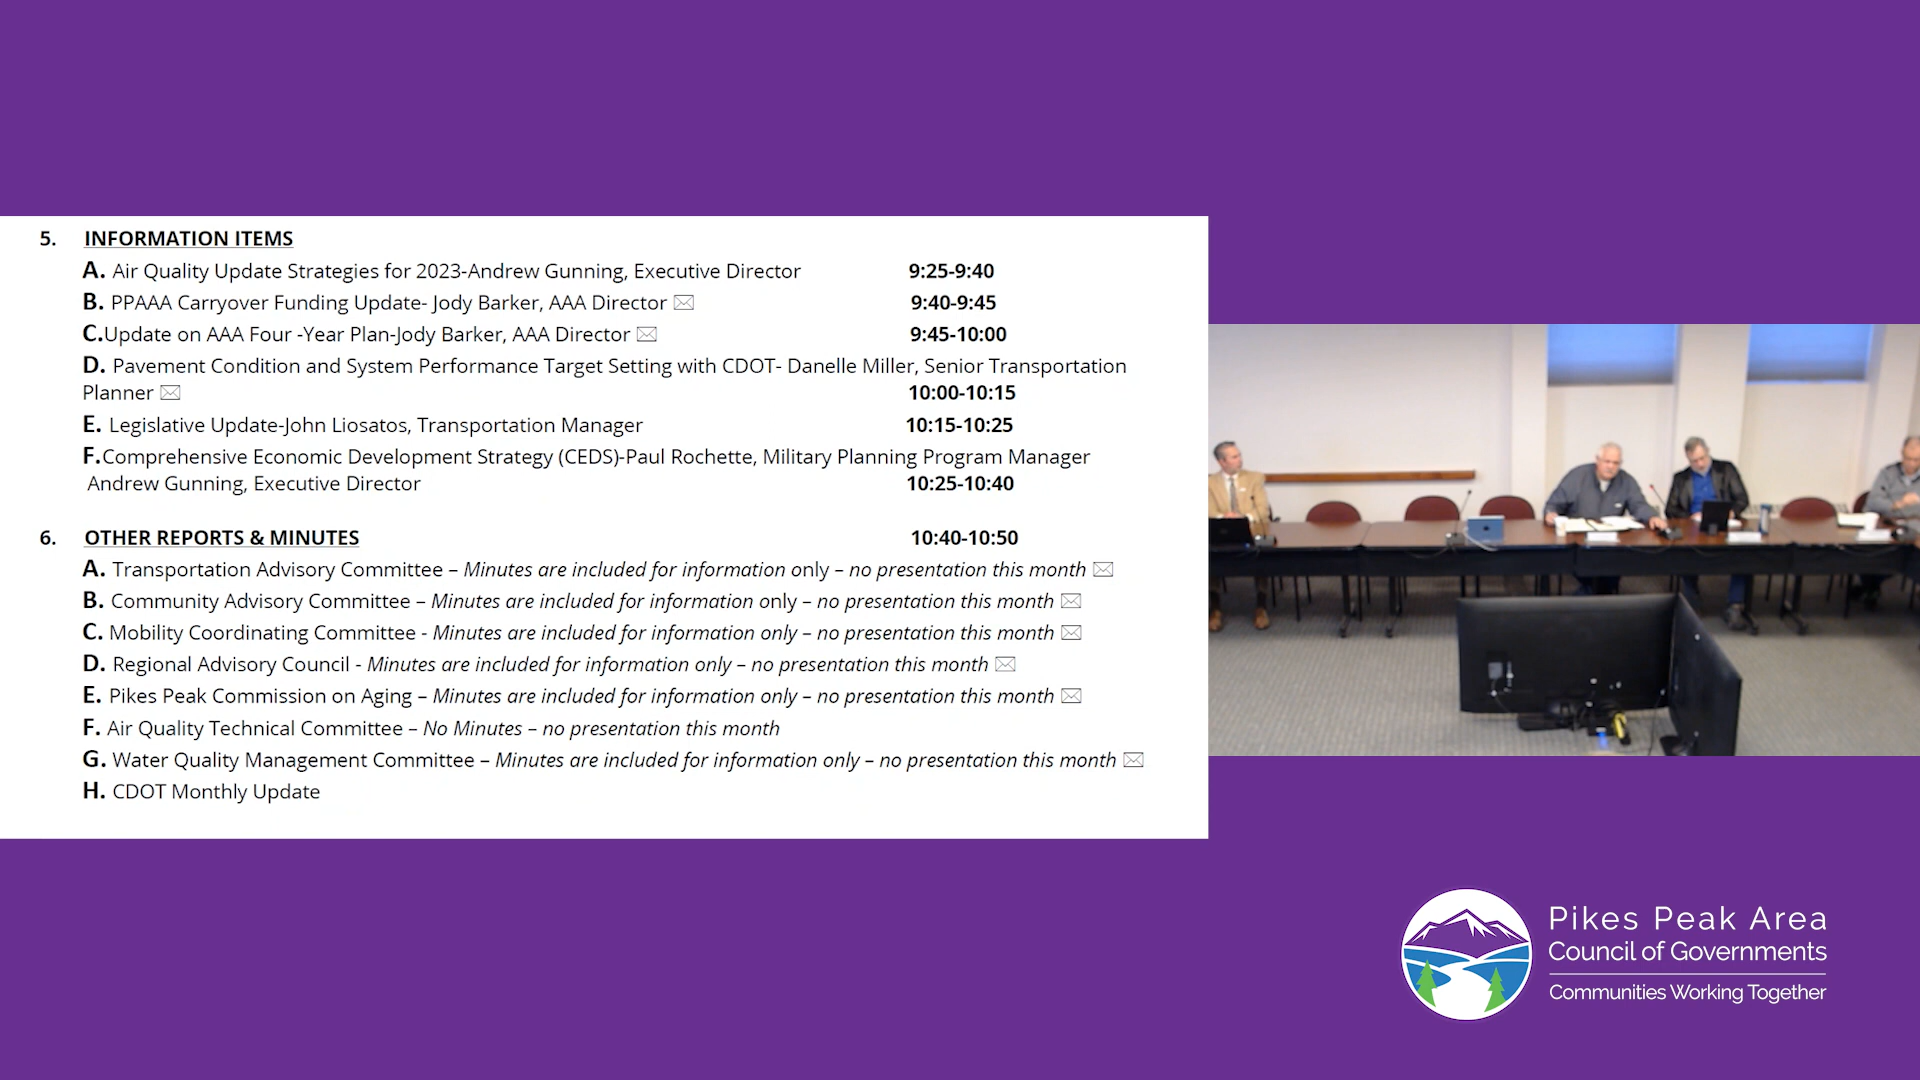 5. INFORMATION ITEMS
A. Air Quality Update Strategies for 2023-Andrew Gunning, Executive Director 9:25-9:40
B. PPAAA Carryover Funding Update- Jody Barker, AAA Director 9:40-9:45
C.Update on AAA Four -Year Plan-Jody Barker, AAA Director 9:45-10:00
D. Pavement Condition and System Performance Target Setting with CDOT- Danelle Miller, Senior Transportation
Planner 10:00-10:15
E. Legislative Update-John Liosatos, Transportation Manager 10:15-10:25
F.Comprehensive Economic Development Strategy (CEDS)-Paul Rochette, Military Planning Program Manager
Andrew Gunning, Executive Director 10:25-10:40
6. OTHER REPORTS & MINUTES 10:40-10:50
A. Transportation Advisory Committee – Minutes are included for information only – no presentation this month
B. Community Advisory Committee – Minutes are included for information only – no presentation this month
C. Mobility Coordinating Committee - Minutes are included for information only – no presentation this month
D. Regional Advisory Council - Minutes are included for information only – no presentation this month
E. Pikes Peak Commission on Aging – Minutes are included for information only – no presentation this month
F. Air Quality Technical Committee – No Minutes – no presentation this month
G. Water Quality Management Committee – Minutes are included for information only – no presentation this month
H. CDOT Monthly Update
Pikes Peak Area
Council of Governments
Communities Working Together